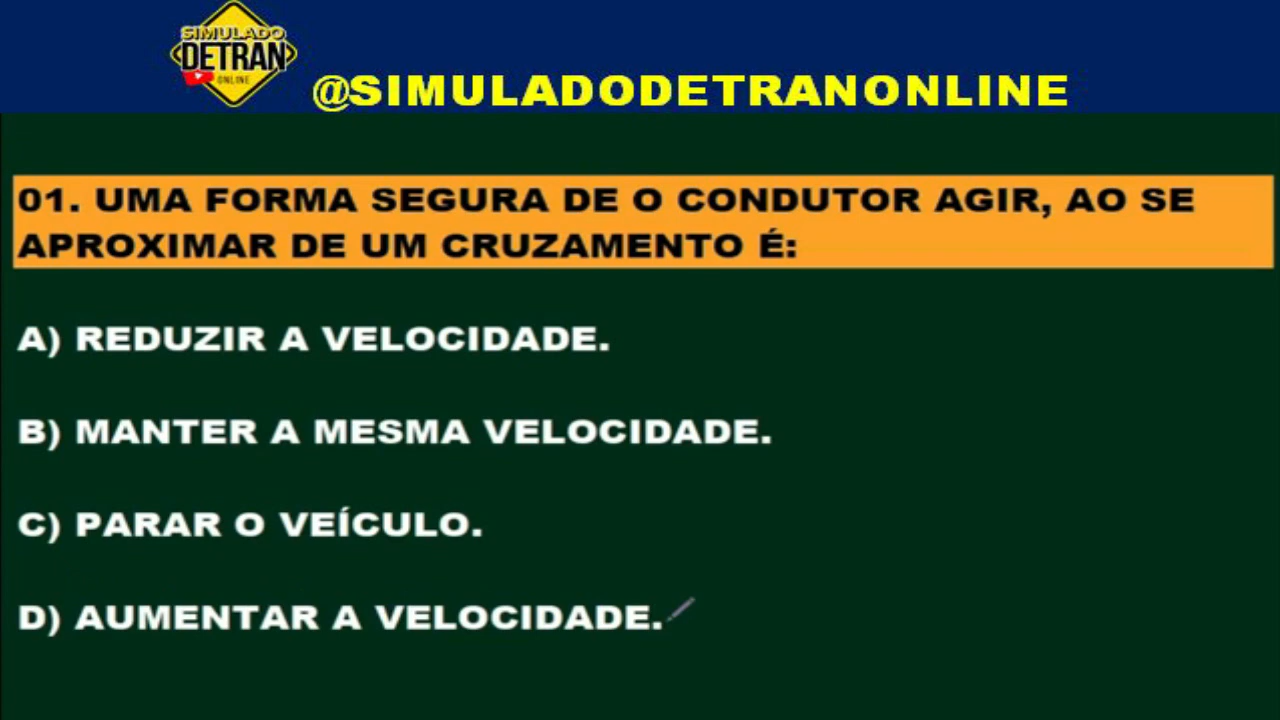 SIMULADO
DETRAN
ONLINE
@SIMULADODETRANONLINE
01. UMA FORMA SEGURA DE O CONDUTOR AGIR, AO SE
APROXIMAR DE UM CRUZAMENTO É:
A) REDUZIR A VELOCIDADE.
B) MANTER A MESMA VELOCIDADE.
C) PARAR O VEÍCULO.
D) AUMENTAR A VELOCIDADE.